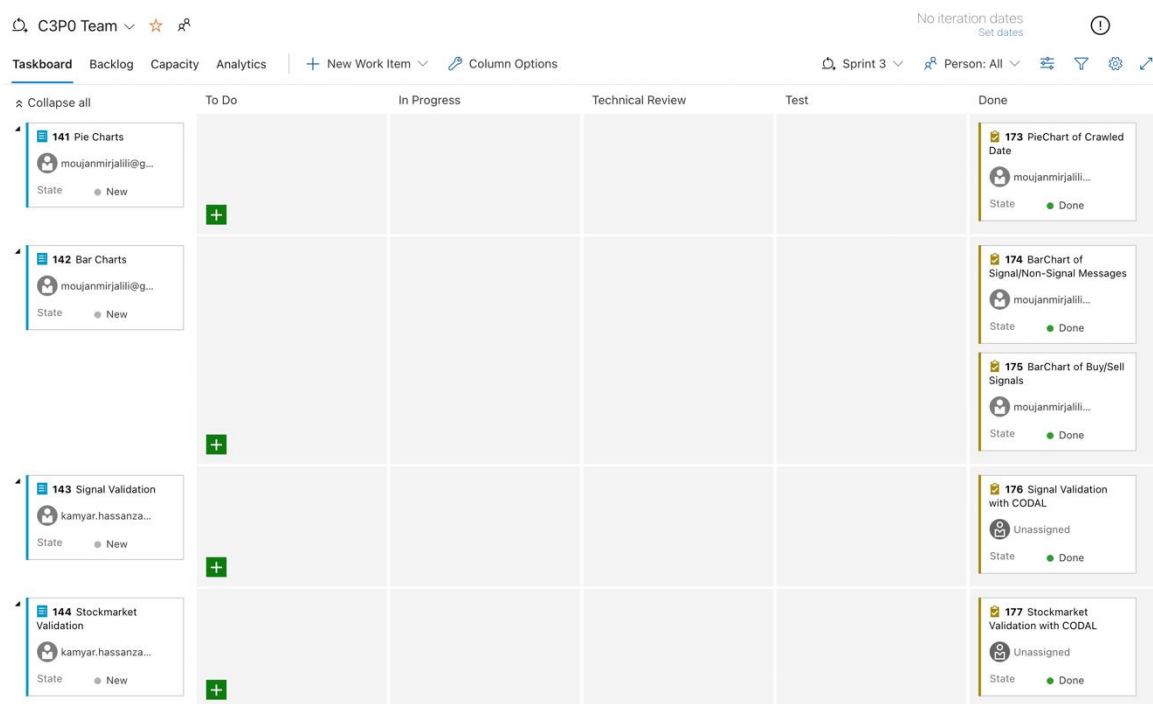 C3P0 Team
No iteration dates
Set dates
Taskboard Backlog Capacity Analytics New Work Item Column Options Sprint 3 Person: All
Collapse all To Do In Progress Technical Review Test Done
141 Pie Charts
moujanmirjalili@g...
State New
173 PieChart of Crawled
Date
moujanmirjalili...
State Done
142 Bar Charts
moujanmirjalili@g...
State New
174 BarChart of
Signal/Non-Signal Messages
moujanmirjalili...
State Done
175 BarChart of Buy/Sell
Signals
moujanmirjalili...
State Done
143 Signal Validation
kamyar.hassanza...
State New
176 Signal Validation
with CODAL
Unassigned
State Done
144 Stockmarket
Validation
kamyar.hassanza...
State New
177 Stockmarket
Validation with CODAL
Unassigned
State Done